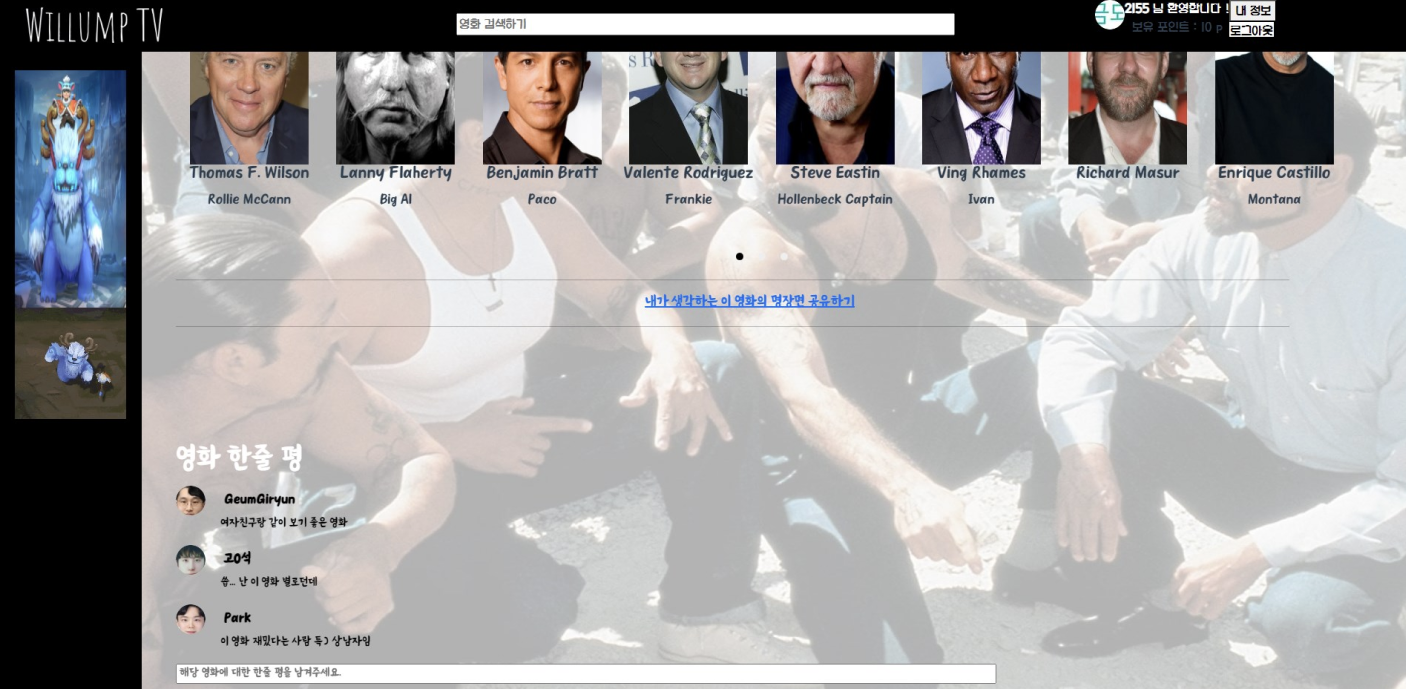 WILLUMP TV
영화 검색하기
금도
2155 님 환영합니다 !
내 정보
보유 포인트 : 10 p
로그아웃
Thomas F. Wilson
Rollie McCann
Lanny Flaherty
Big Al
Benjamin Bratt
Paco
Valente Rodriguez
Frankie
Steve Eastin
Hollenbeck Captain
Ving Rhames
Ivan
Richard Masur
Enrique Castillo
Montana
내가 생각하는 이 영화의 명장면 공유하기
영화 한줄 평
GeumGiryun
여자친구랑 같이 보기 좋은 영화
고0석
씁... 난 이 영화 별로던데
Park
이 영화 재밌다는 사람 특) 상남자임
해당 영화에 대한 한줄 평을 남겨주세요.